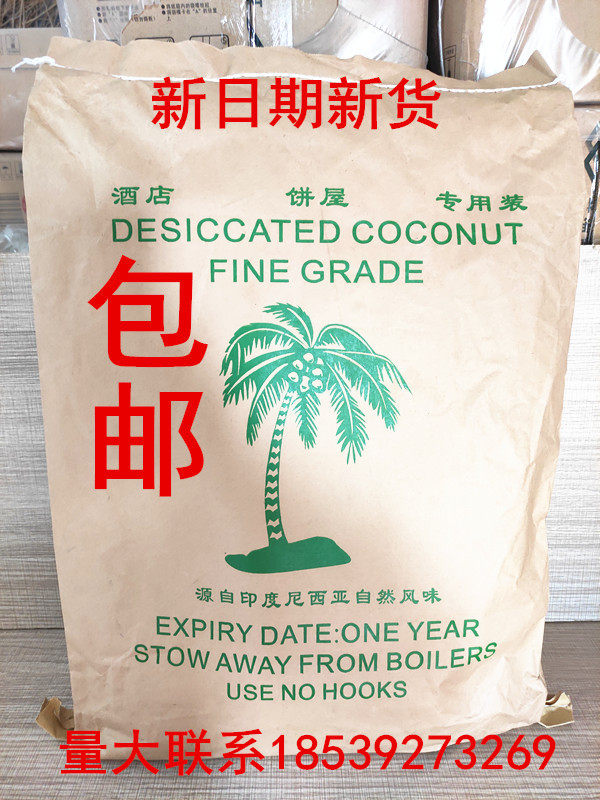 新日期新货
酒店 饼屋 专用装
DESICCATED COCONUT
FINE GRADE
包邮
源自印度尼西亚自然风味
EXPIRY DATE:ONE YEAR
STOW AWAY FROM BOILERS
USE NO HOOKS
量大联系18539273269